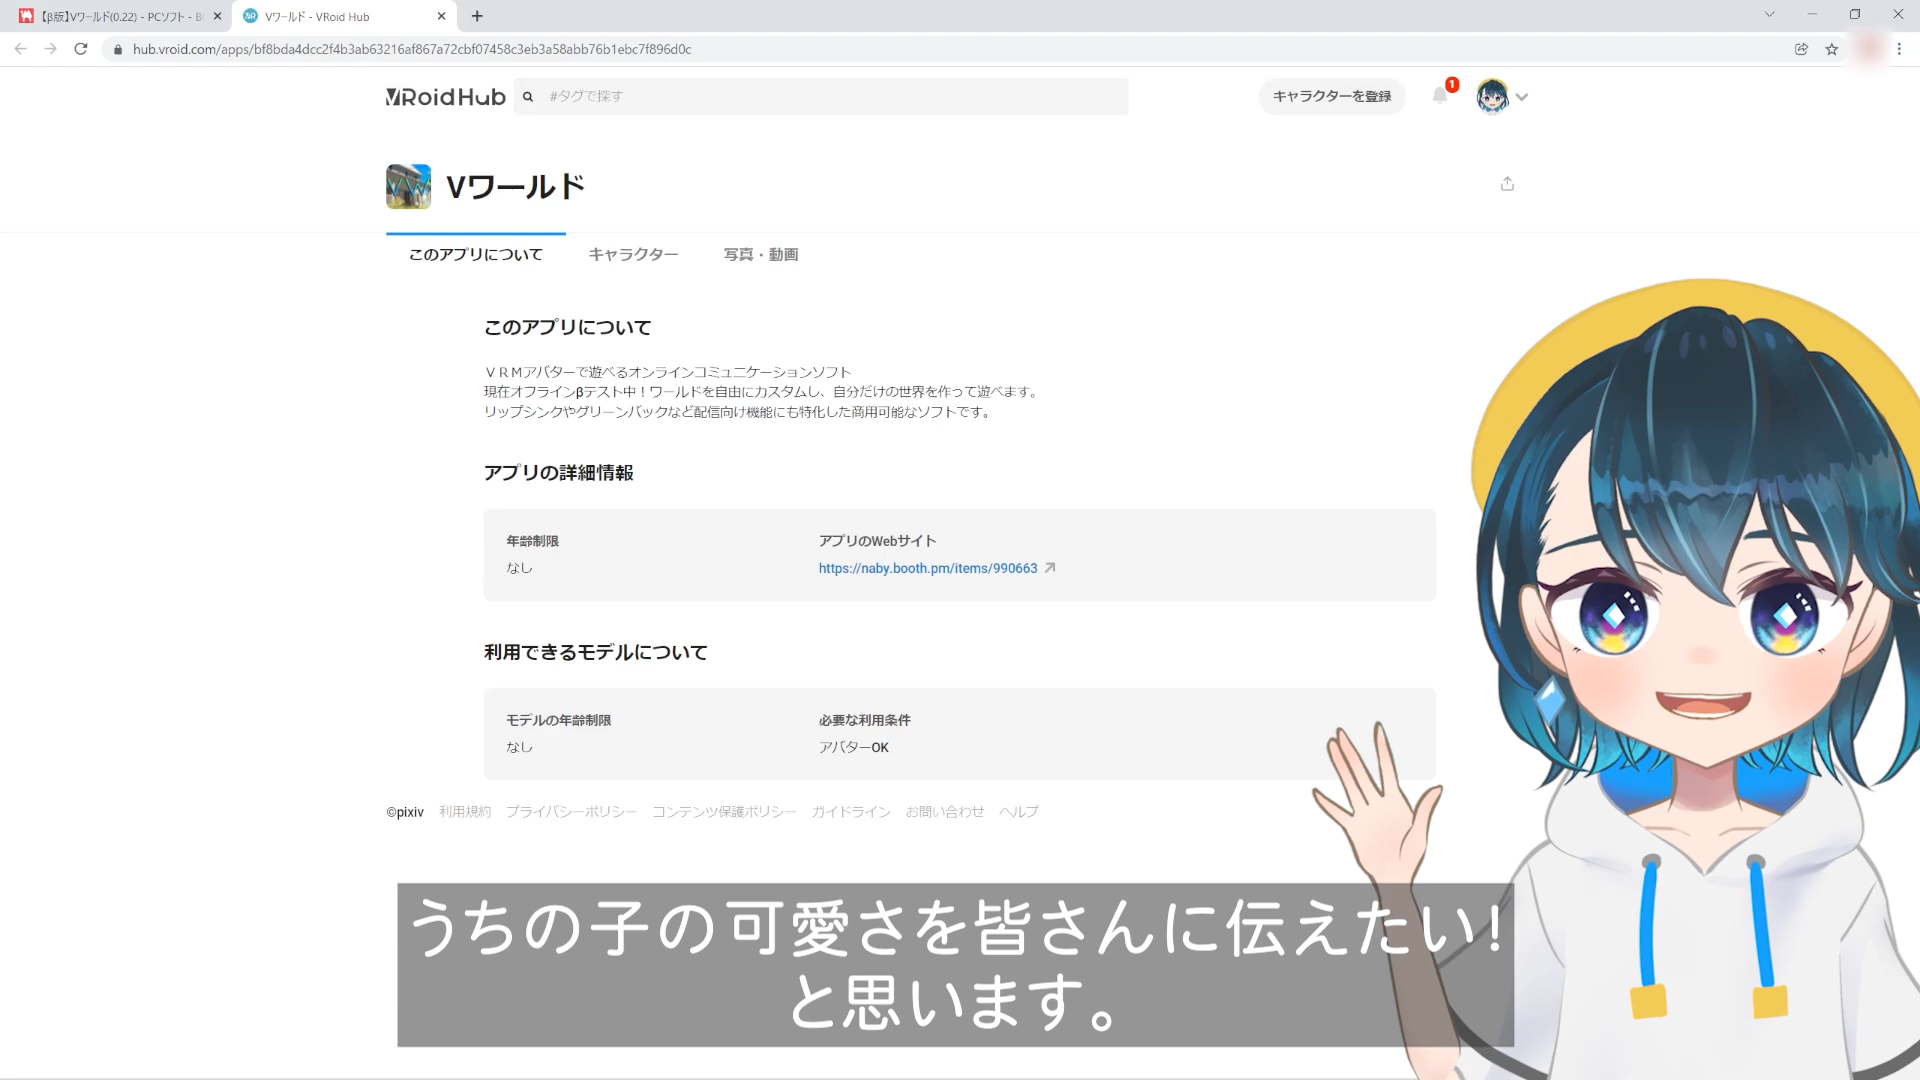 【β版】Vワールド(0.22) - PCソフト - B
Vワールド - VRoid Hub
hub.vroid.com/apps/bf8bda4dcc2f4b3ab63216af867a72cbf07458c3eb3a58abb76b1ebc7f896d0c
VRoidHub
#タグで探す
キャラクターを登録
1
Vワールド
このアプリについて
キャラクター
写真・動画
このアプリについて
VRMアバターで遊べるオンラインコミュニケーションソフト
現在オフラインβテスト中！ワールドを自由にカスタムし、自分だけの世界を作って遊べます。
リップシンクやグリーンバックなど配信向け機能にも特化した商用可能なソフトです。
アプリの詳細情報
年齢制限
アプリのWebサイト
なし
https://naby.booth.pm/items/990663
利用できるモデルについて
モデルの年齢制限
必要な利用条件
なし
アバターOK
©pixiv 利用規約 プライバシーポリシー コンテンツ保護ポリシー ガイドライン お問い合わせ ヘルプ
うちの子の可愛さを皆さんに伝えたい！
と思います。